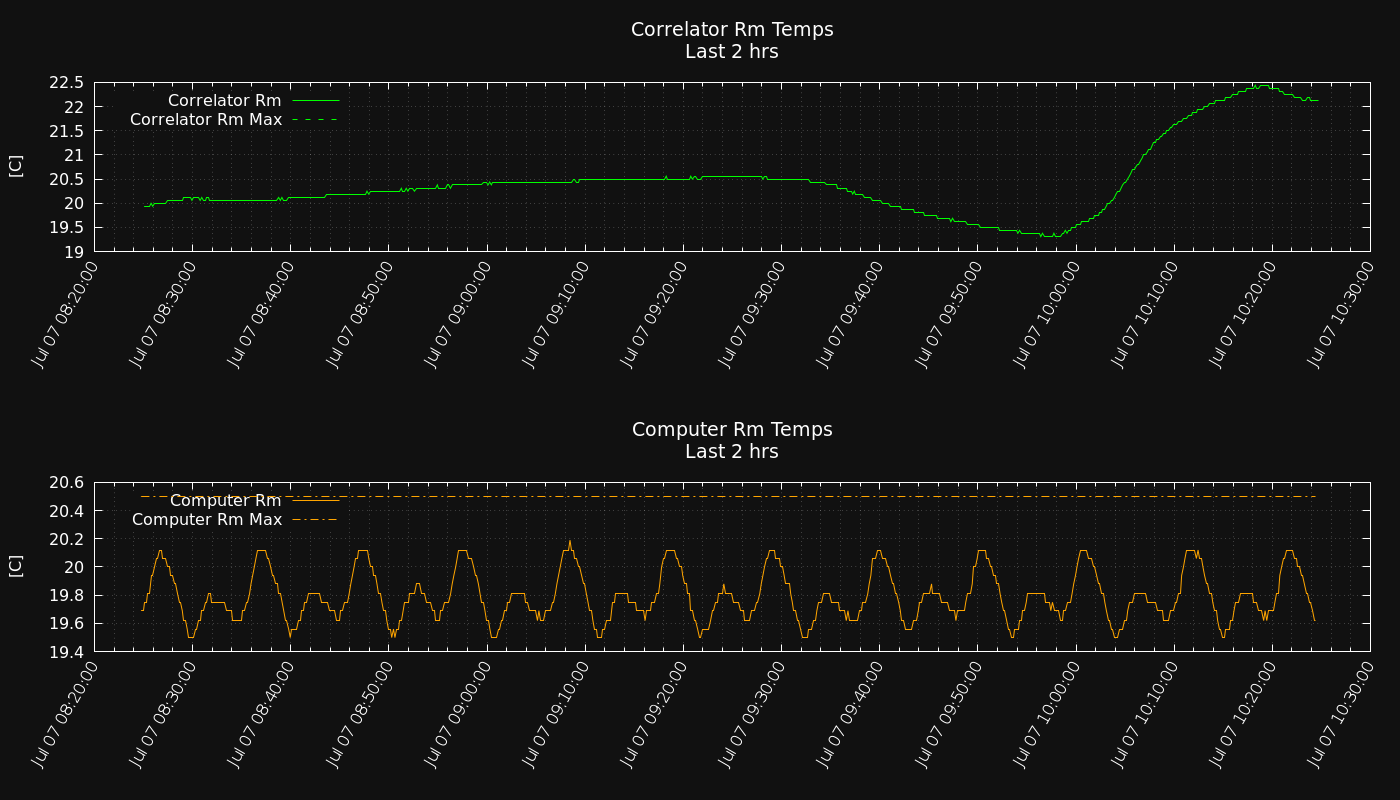 Correlator Rm Temps
Last 2 hrs
22.5
22
21.5
21
20.5
20
19.5
19
[C]
Correlator Rm
Correlator Rm Max
Jul 07 08:20:00
Jul 07 08:30:00
Jul 07 08:40:00
Jul 07 08:50:00
Jul 07 09:00:00
Jul 07 09:10:00
Jul 07 09:20:00
Jul 07 09:30:00
Jul 07 09:40:00
Jul 07 09:50:00
Jul 07 10:00:00
Jul 07 10:10:00
Jul 07 10:20:00
Jul 07 10:30:00
Computer Rm Temps
Last 2 hrs
20.6
20.4
20.2
20
19.8
19.6
19.4
[C]
Computer Rm
Computer Rm Max
Jul 07 08:20:00
Jul 07 08:30:00
Jul 07 08:40:00
Jul 07 08:50:00
Jul 07 09:00:00
Jul 07 09:10:00
Jul 07 09:20:00
Jul 07 09:30:00
Jul 07 09:40:00
Jul 07 09:50:00
Jul 07 10:00:00
Jul 07 10:10:00
Jul 07 10:20:00
Jul 07 10:30:00